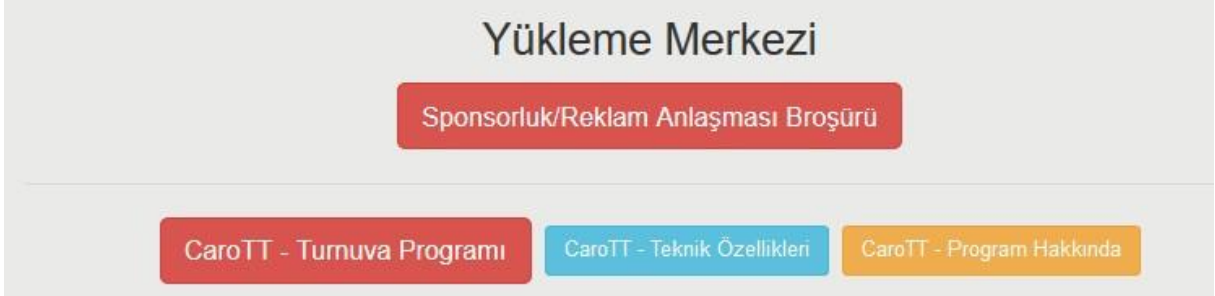 Yükleme Merkezi
Sponsorluk/Reklam Anlaşması Broşürü
CaroTT - Turnuva Programı
CaroTT - Teknik Özellikleri
CaroTT - Program Hakkında